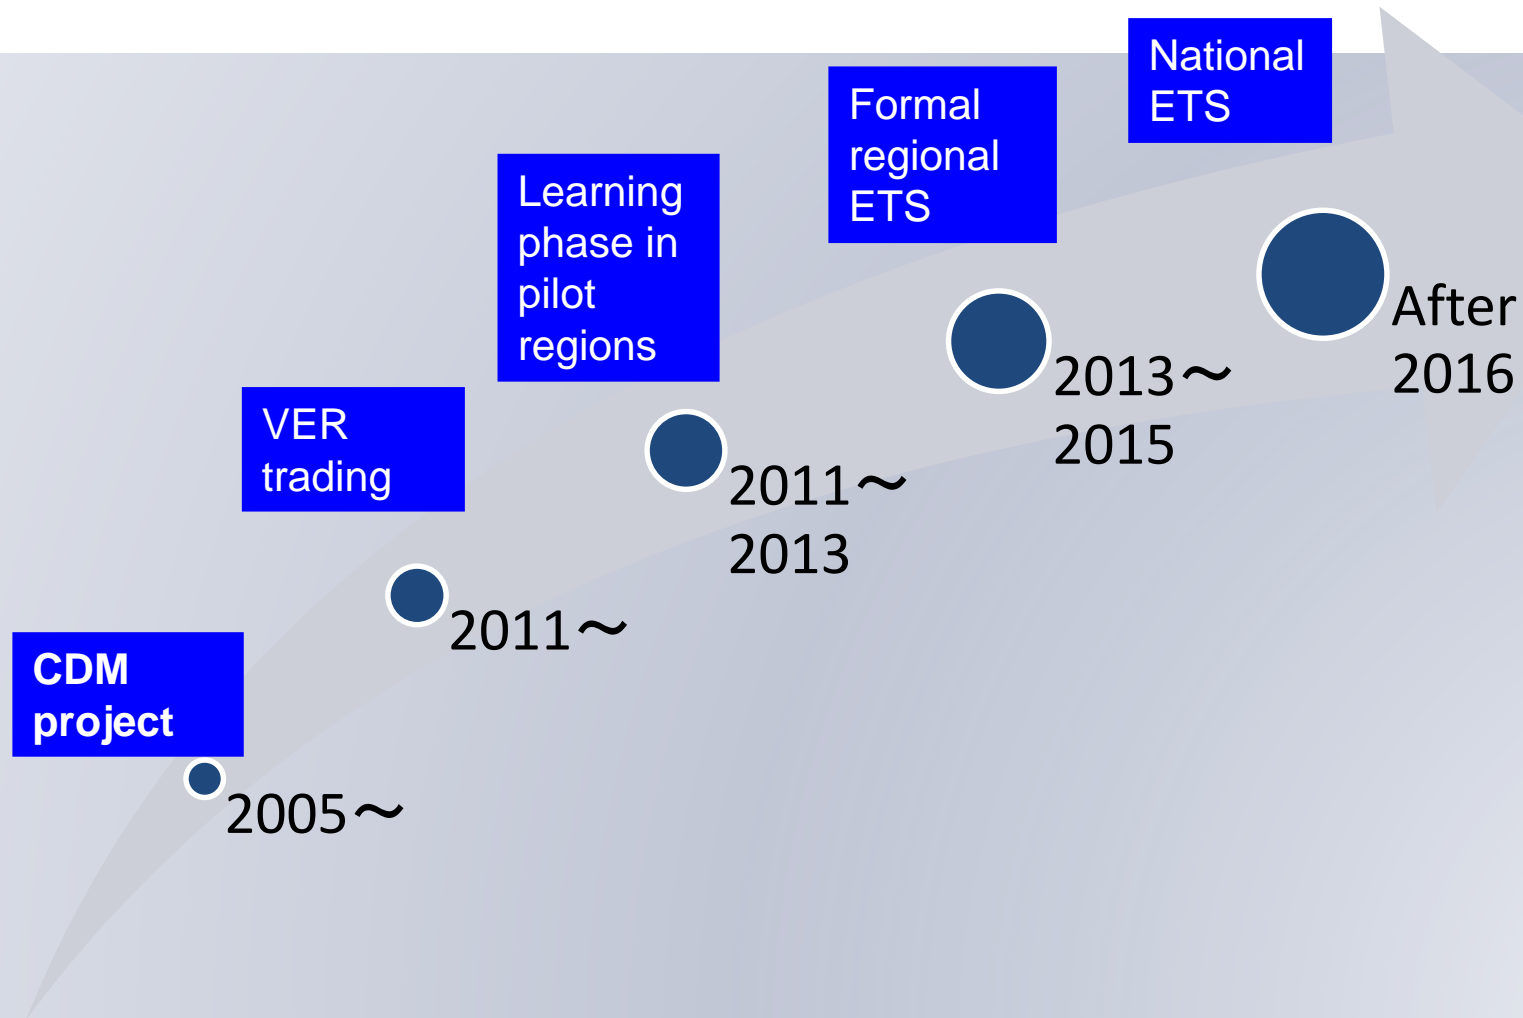 National
ETS
After
2016
Formal
regional
ETS
2013～
2015
Learning
phase in
pilot
regions
2011～
2013
VER
trading
2011～
CDM
project
2005～